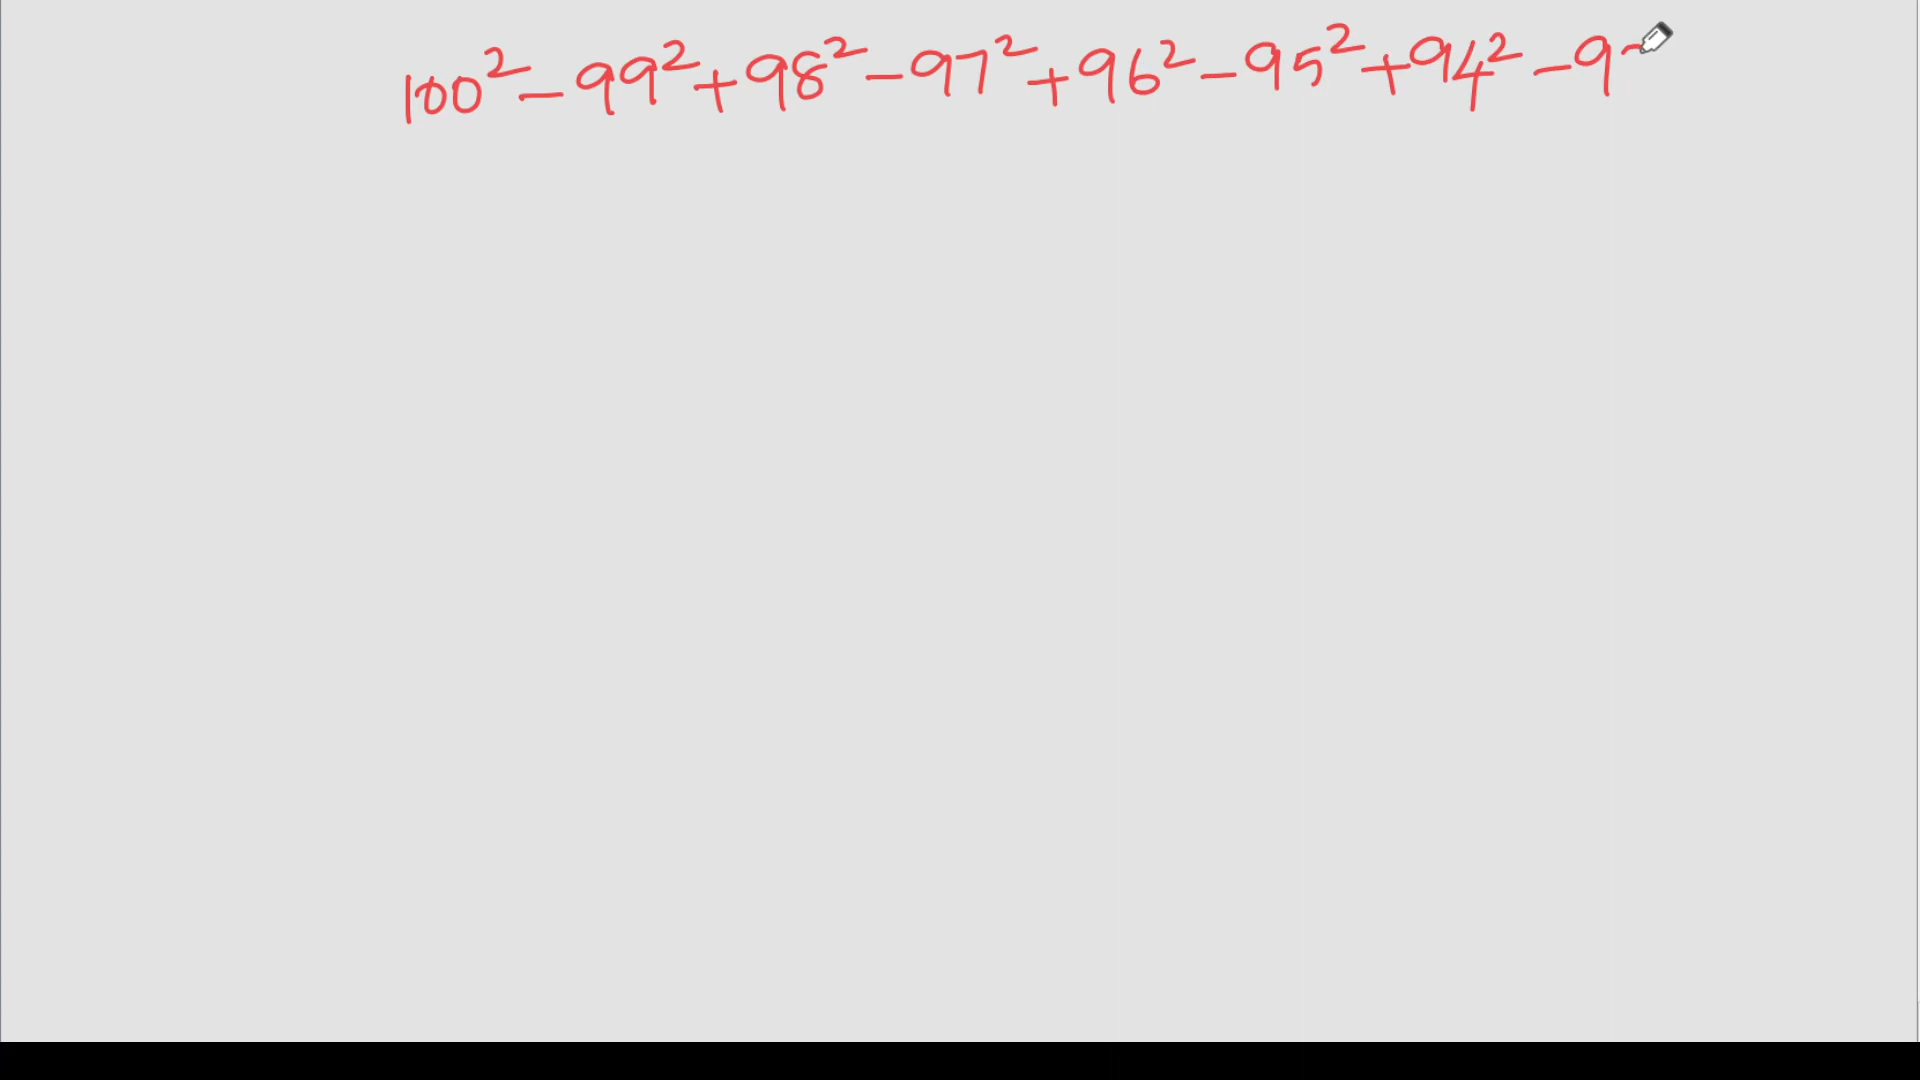 100² - 99² + 98² - 97² + 96² - 95² + 94² - 9